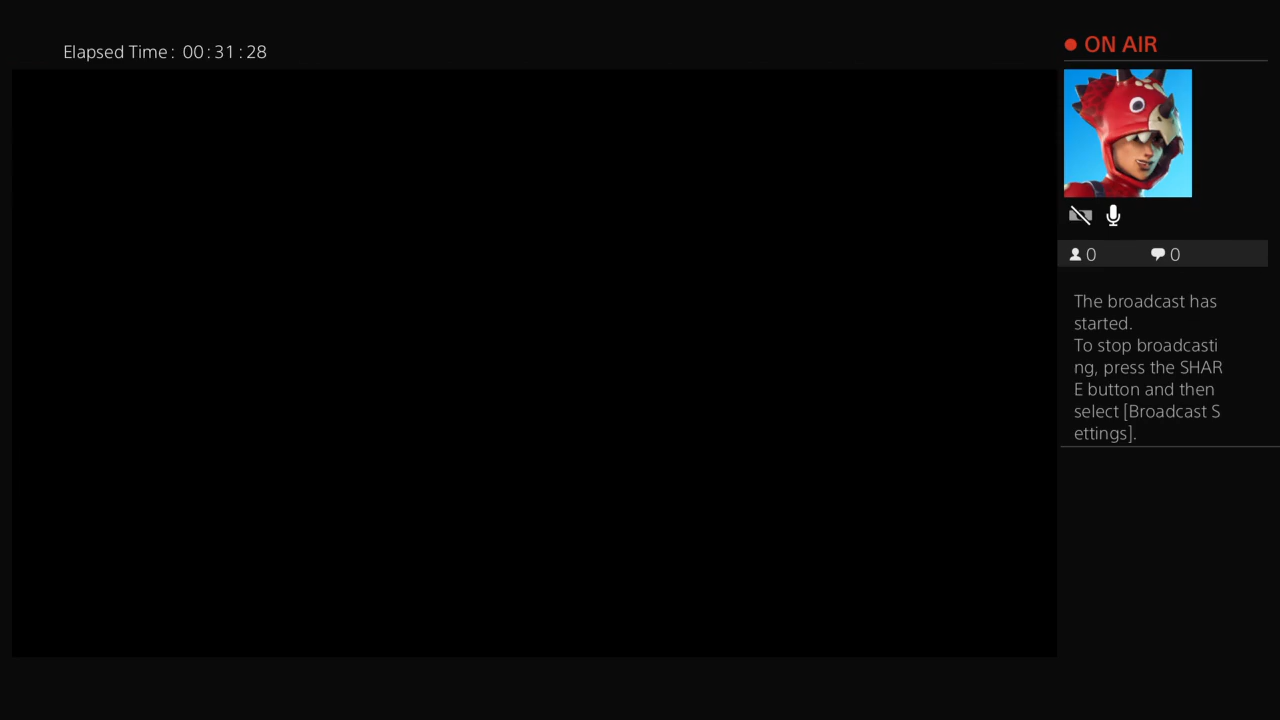 Elapsed Time: 00:31:28
ON AIR
0 0
The broadcast has
started.
To stop broadcasti
ng, press the SHAR
E button and then
select [Broadcast S
ettings].